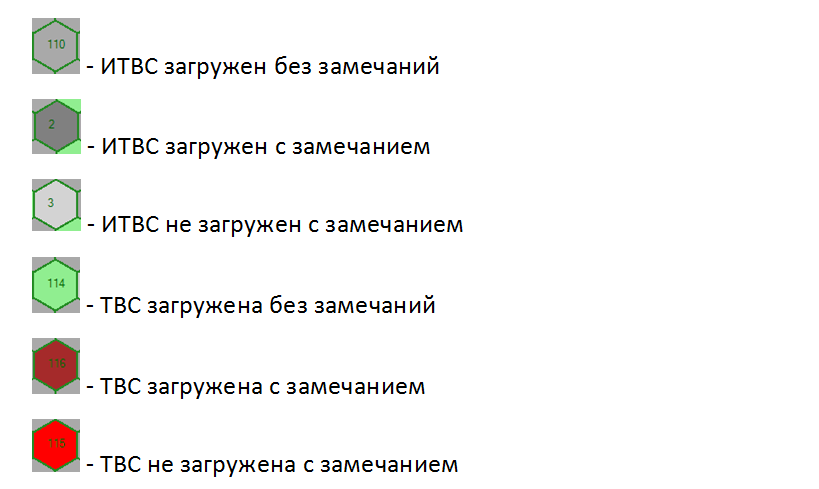 110 - ИТВС загружен без замечаний
2 - ИТВС загружен с замечанием
3 - ИТВС не загружен с замечанием
114 - ТВС загружена без замечаний
116 - ТВС загружена с замечанием
115 - ТВС не загружена с замечанием